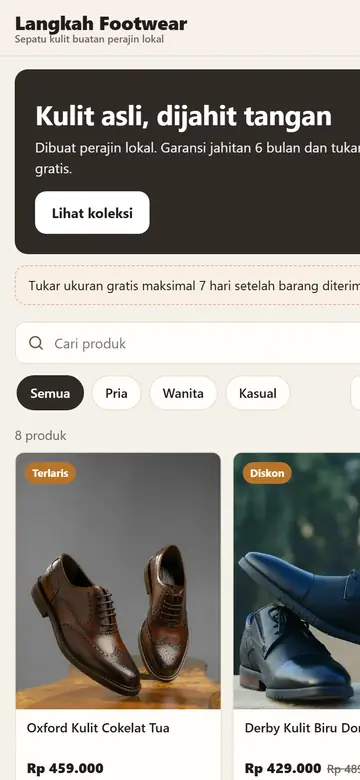 Langkah Footwear
Sepatu kulit buatan perajin lokal
Kulit asli, dijahit tangan
Dibuat perajin lokal. Garansi jahitan 6 bulan dan tukar
gratis.
Lihat koleksi
Tukar ukuran gratis maksimal 7 hari setelah barang
Cari produk
Semua
Pria
Wanita
Kasual
8 produk
Terlaris
Diskon
Oxford Kulit Cokelat Tua
Derby Kulit Biru
Rp 459.000
Rp 429.000 Rp